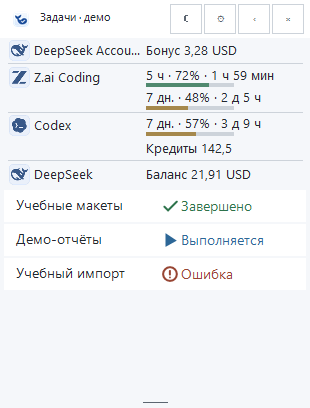 Задачи · демо
DeepSeek Accou... Бонус 3,28 USD
Z.ai Coding 5 ч · 72% · 1 ч 59 мин
7 дн. · 48% · 2 д 5 ч
Codex 7 дн. · 57% · 3 д 9 ч
Кредиты 142,5
DeepSeek Баланс 21,91 USD
Учебные макеты Завершено
Демо-отчёты Выполняется
Учебный импорт Ошибка